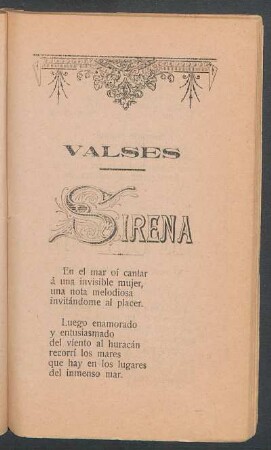 VALSES
SIRENA
En el mar oí cantar
á una invisible mujer,
una nota melodiosa
invitándome al placer.
Luego enamorado
y entusiasmado
del viento al huracán
recorrí los mares
que hay en los lugares
del inmenso mar.